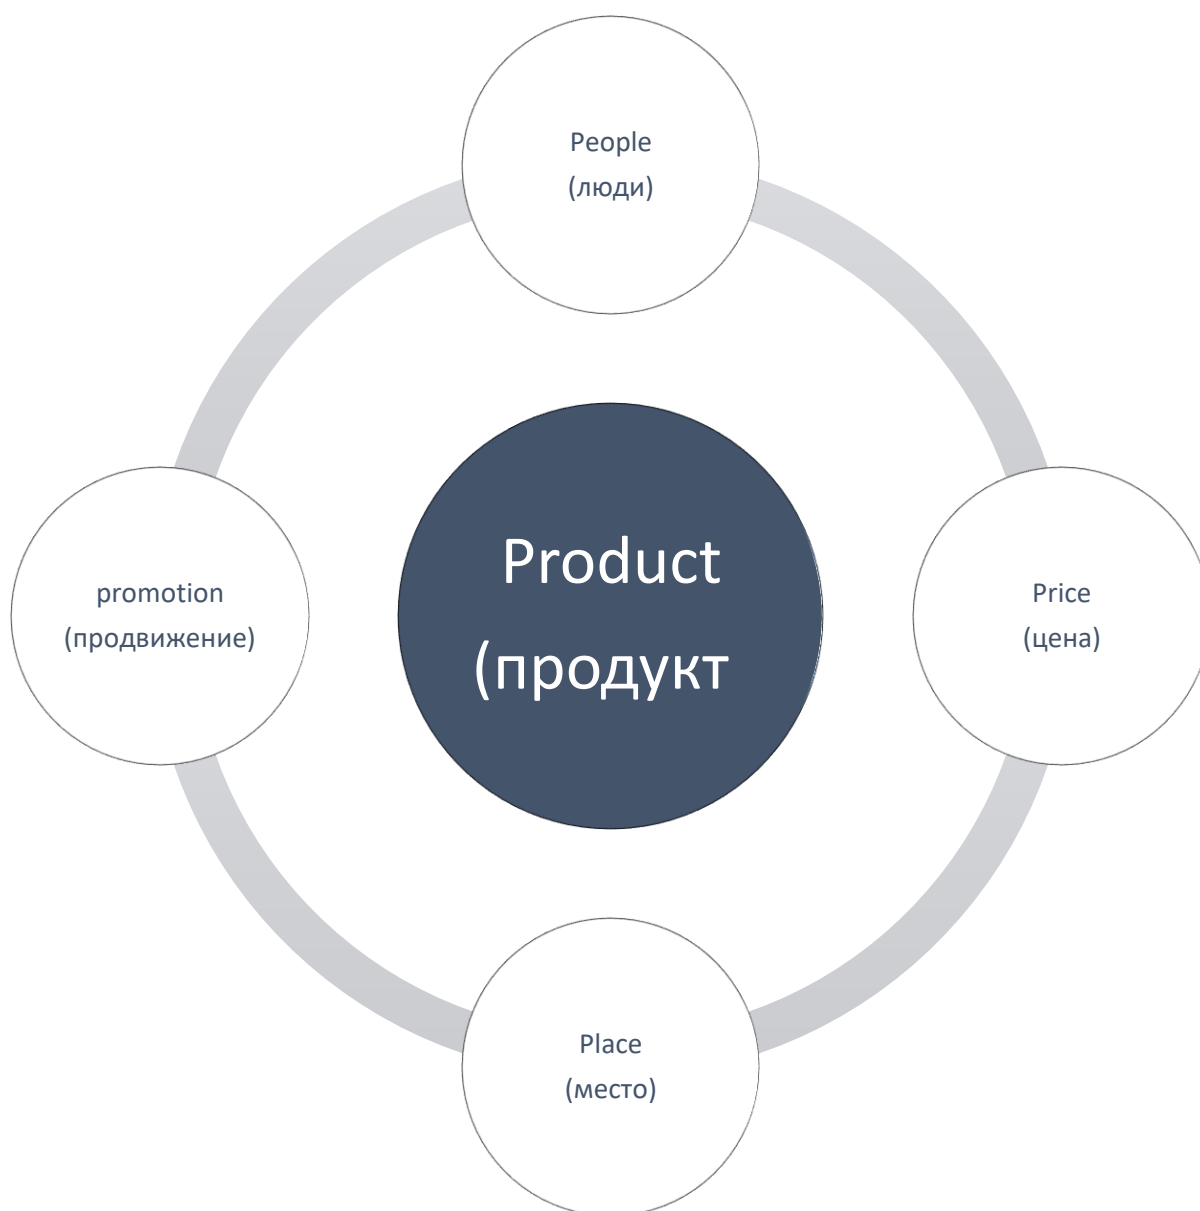 People
(люди)
promotion
(продвижение)
Product
(продукт
Price
(цена)
Place
(место)